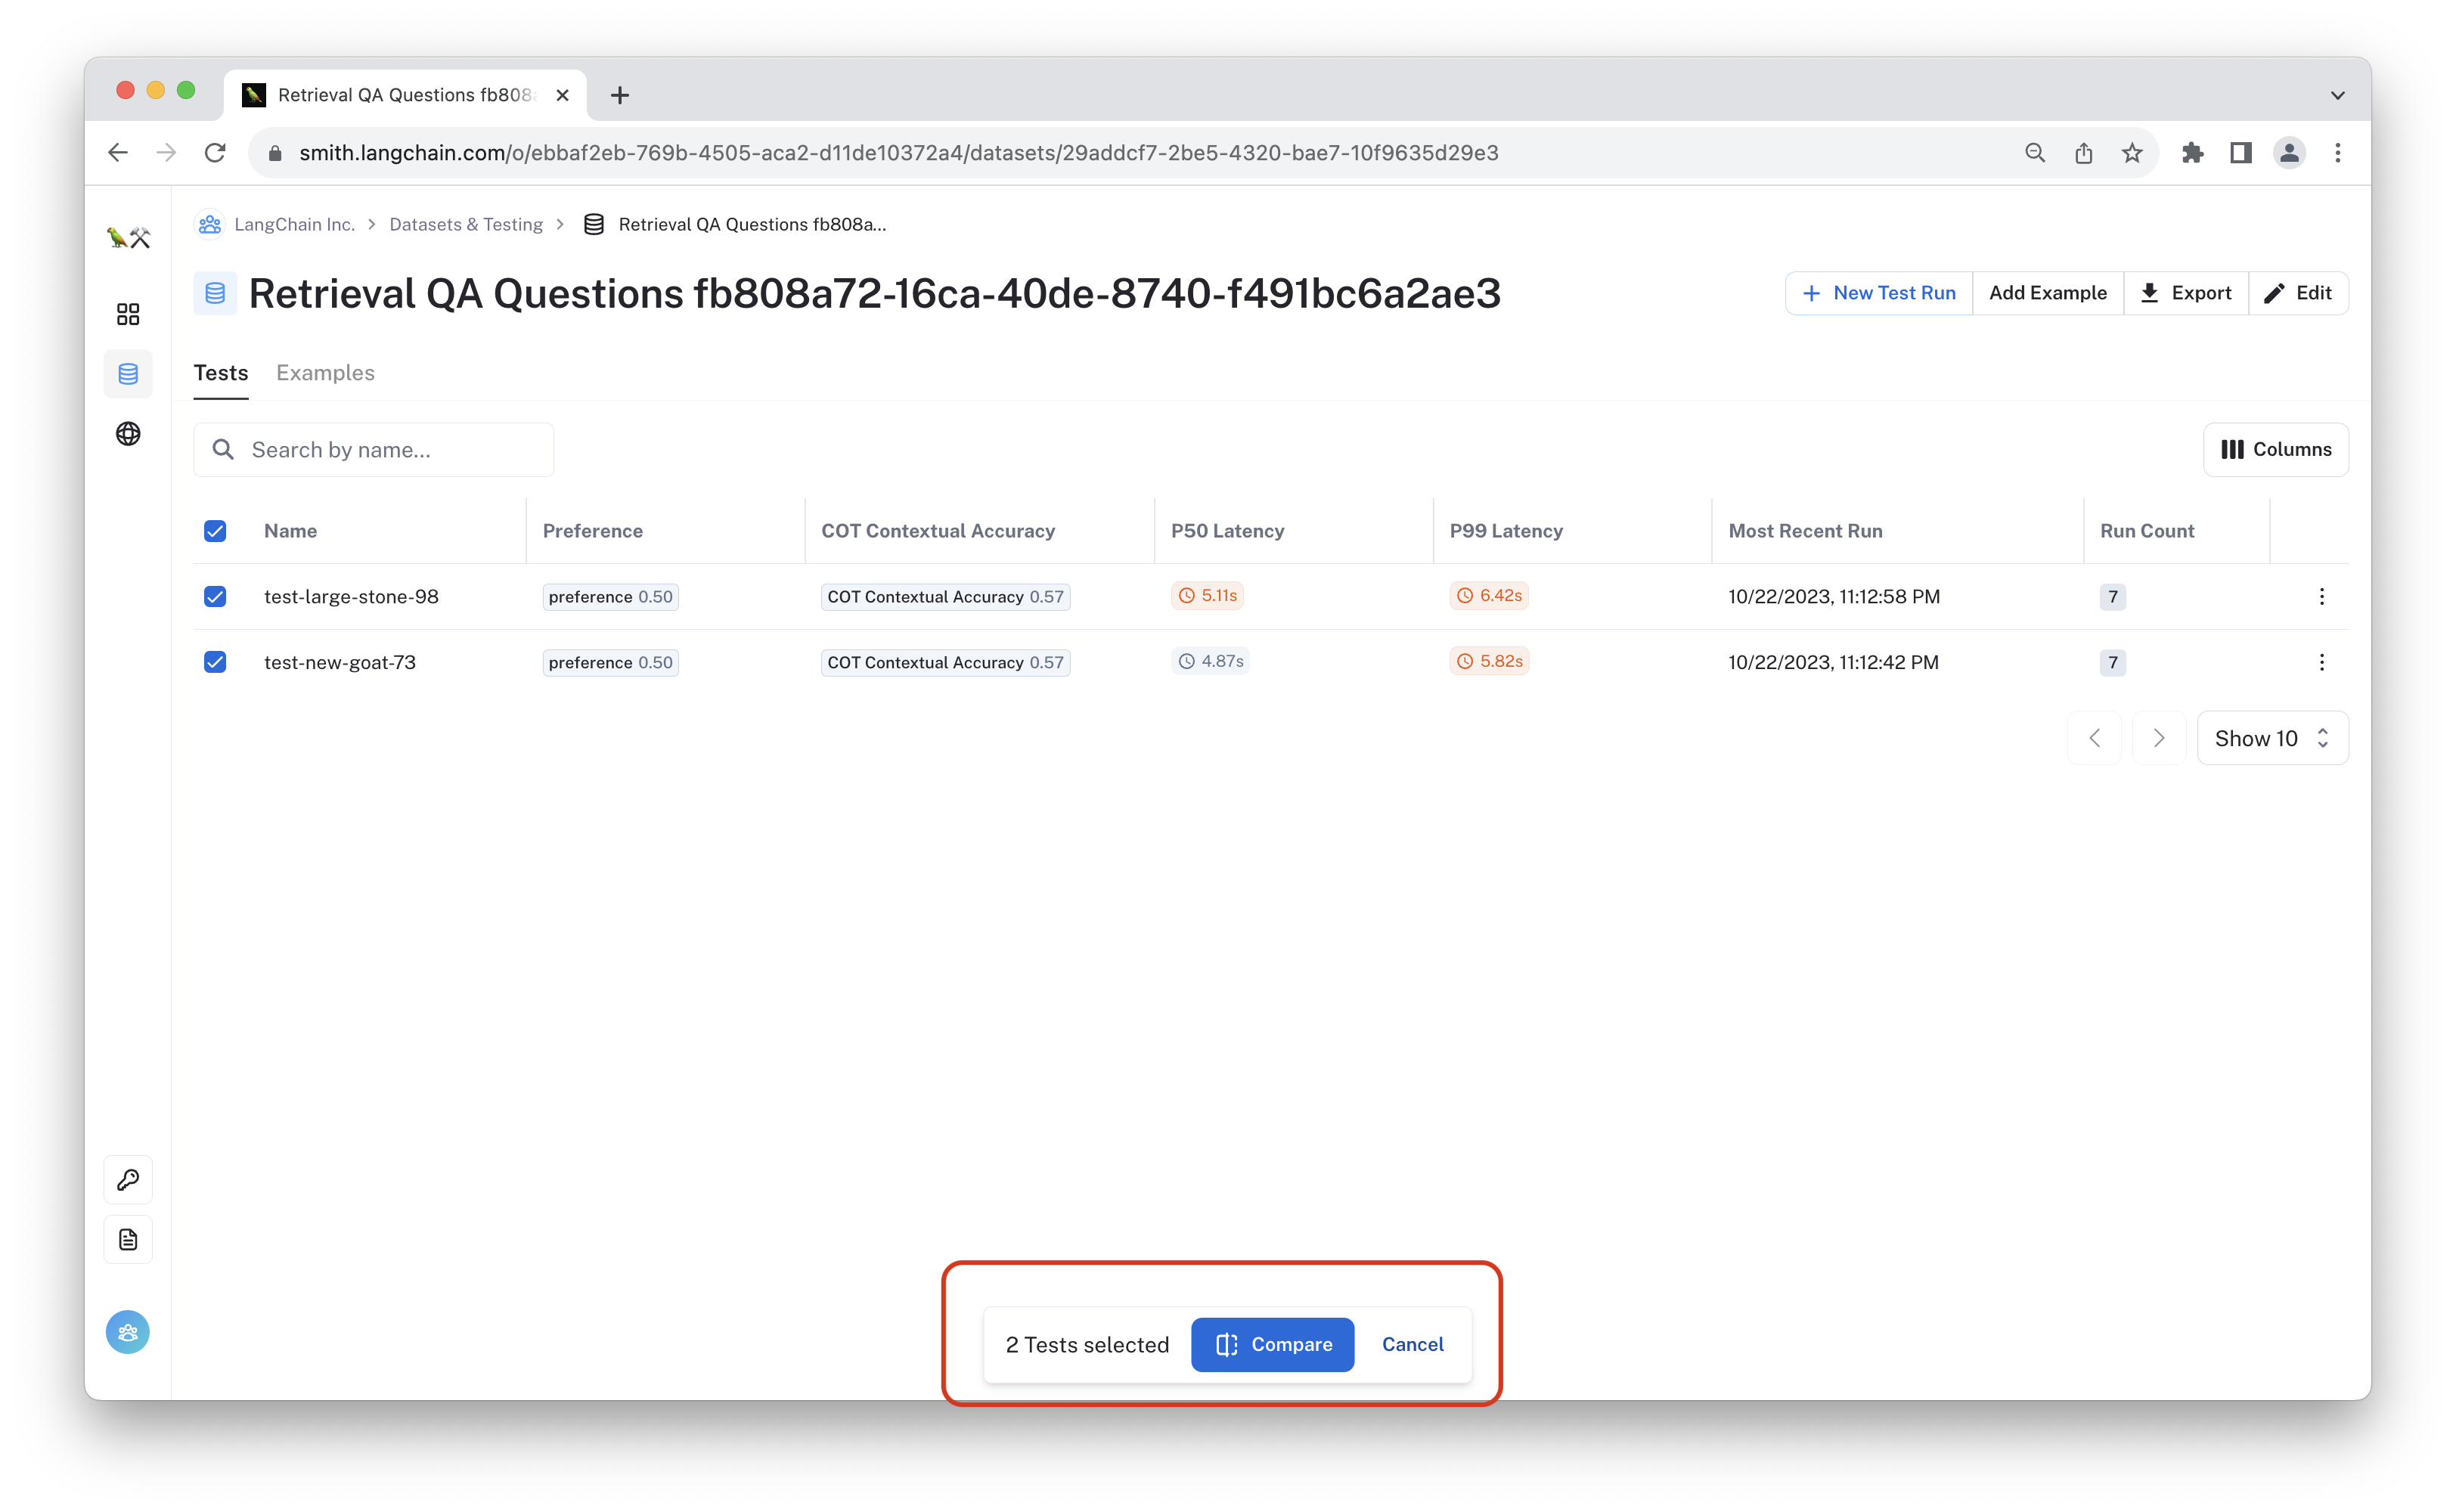 Retrieval QA Questions fb808
smith.langchain.com/o/ebbaf2eb-769b-4505-aca2-d11de10372a4/datasets/29addcf7-2be5-4320-bae7-10f9635d29e3
LangChain Inc. > Datasets & Testing > Retrieval QA Questions fb808a...
Retrieval QA Questions fb808a72-16ca-40de-8740-f491bc6a2ae3
+ New Test Run Add Example Export Edit
Tests Examples
Search by name...
Columns
Name Preference COT Contextual Accuracy P50 Latency P99 Latency Most Recent Run Run Count
test-large-stone-98 preference 0.50 COT Contextual Accuracy 0.57 5.11s 6.42s 10/22/2023, 11:12:58 PM 7
test-new-goat-73 preference 0.50 COT Contextual Accuracy 0.57 4.87s 5.82s 10/22/2023, 11:12:42 PM 7
Show 10
2 Tests selected Compare Cancel